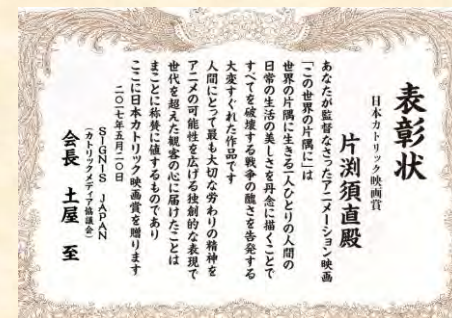 表彰状
日本カトリック映画賞
片渕須直殿
あなたが監督なさったアニメーション映画
「この世界の片隅に」は
世界の片隅に生きる一人ひとりの人間の
日常の生活の美しさを丹念に描くことで
すべてを破壊する戦争の醜さを告発する
大変すぐれた作品です
人間にとって最も大切な労わりの精神を
アニメの可能性を広げる独創的な表現で
世代を超えた観客の心に届けたことは
まことに称賛に値するものであり
ここに日本カトリック映画賞を贈ります
二〇一七年五月二〇日
SIGNIS JAPAN
(カトリックメディア協議会)
会長 土屋 至